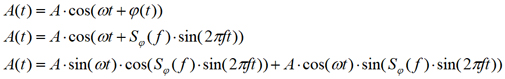 A(t) = A·cos(ωt + φ(t))
A(t) = A·cos(ωt + S_φ(f)·sin(2πft))
A(t) = A·sin(ωt)·cos(S_φ(f)·sin(2πft)) + A·cos(ωt)·sin(S_φ(f)·sin(2πft))